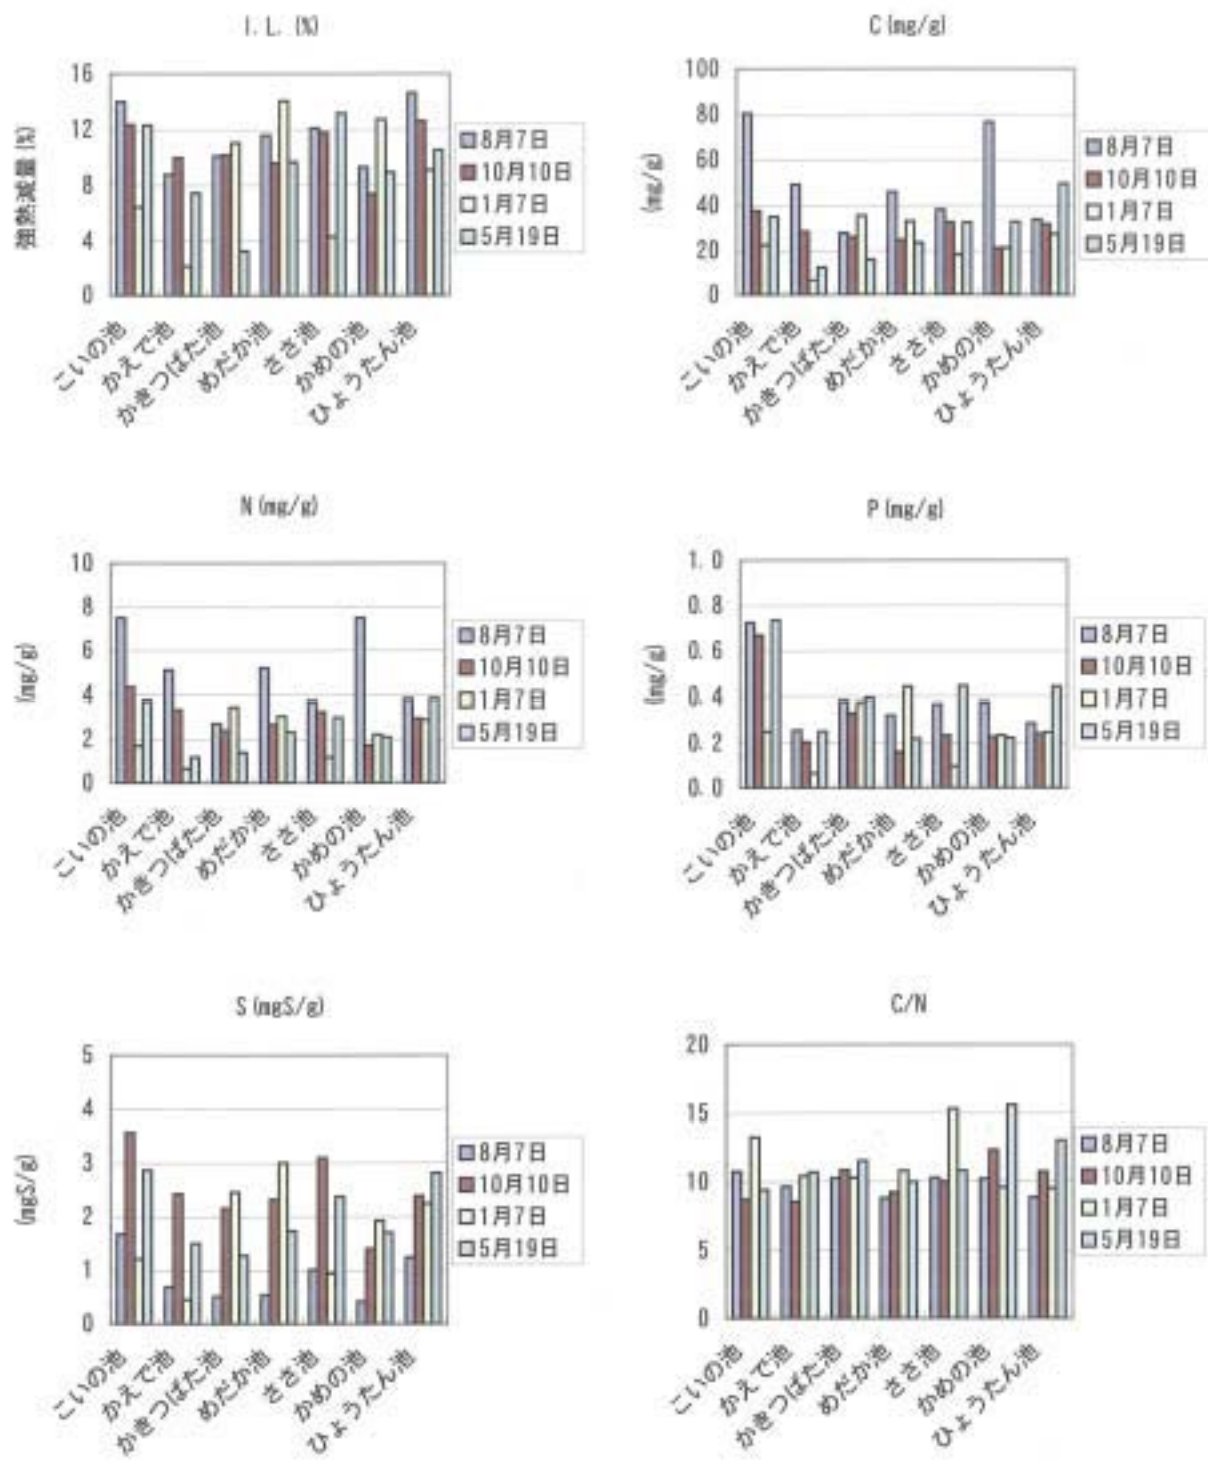 I. L. (%)
強熱減量 (%)
16
12
8
4
0
こいの池
かえで池
かきつばた池
めだか池
ささ池
かめの池
ひょうたん池
8月7日
10月10日
1月7日
5月19日
C (mg/g)
(mg/g)
100
80
60
40
20
0
こいの池
かえで池
かきつばた池
めだか池
ささ池
かめの池
ひょうたん池
8月7日
10月10日
1月7日
5月19日
N (mg/g)
(mg/g)
10
8
6
4
2
0
こいの池
かえで池
かきつばた池
めだか池
ささ池
かめの池
ひょうたん池
8月7日
10月10日
1月7日
5月19日
P (mg/g)
(mg/g)
1. 0
0. 8
0. 6
0. 4
0. 2
0. 0
こいの池
かえで池
かきつばた池
めだか池
ささ池
かめの池
ひょうたん池
8月7日
10月10日
1月7日
5月19日
S (mgS/g)
(mgS/g)
5
4
3
2
1
0
こいの池
かえで池
かきつばた池
めだか池
ささ池
かめの池
ひょうたん池
8月7日
10月10日
1月7日
5月19日
C/N
20
15
10
5
0
こいの池
かえで池
かきつばた池
めだか池
ささ池
かめの池
ひょうたん池
8月7日
10月10日
1月7日
5月19日